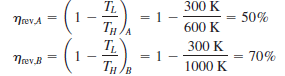 η_rev,A = (1 − T_L / T_H)_A = 1 − 300 K / 600 K = 50%
η_rev,B = (1 − T_L / T_H)_B = 1 − 300 K / 1000 K = 70%